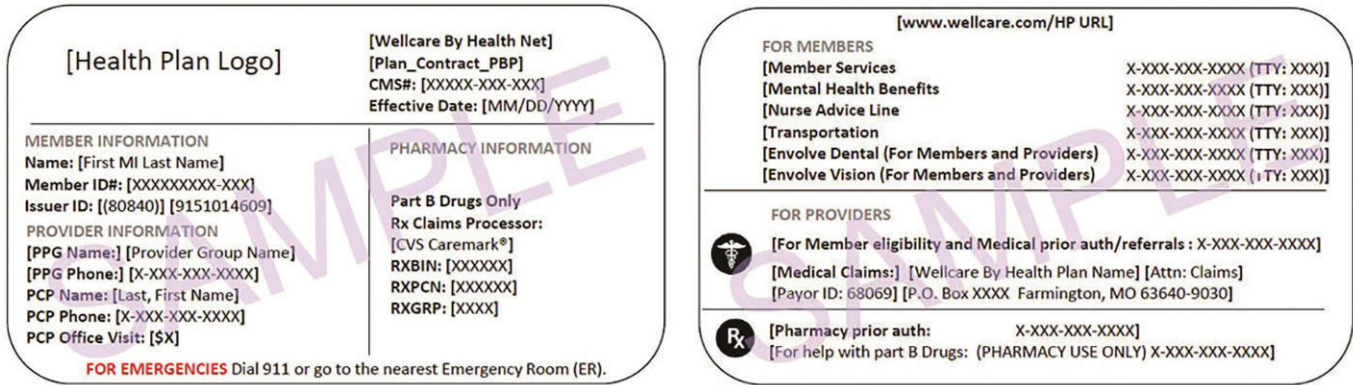 [Health Plan Logo]
[Wellcare By Health Net]
[Plan_Contract_PBP]
CMS#: [XXXXX-XXX-XXX]
Effective Date: [MM/DD/YYYY]
MEMBER INFORMATION
Name: [First MI Last Name]
Member ID#: [XXXXXXXXX-XXX]
Issuer ID: [(80840)] [9151014609]
PROVIDER INFORMATION
[PPG Name:] [Provider Group Name]
[PPG Phone:] [X-XXX-XXX-XXXX]
PCP Name: [Last, First Name]
PCP Phone: [X-XXX-XXX-XXXX]
PCP Office Visit: [$X]
PHARMACY INFORMATION
Part B Drugs Only
Rx Claims Processor:
[CVS Caremark®]
RXBIN: [XXXXXX]
RXPCN: [XXXXXX]
RXGRP: [XXXX]
FOR EMERGENCIES Dial 911 or go to the nearest Emergency Room (ER).
SAMPLE
[www.wellcare.com/HP URL]
FOR MEMBERS
[Member Services X-XXX-XXX-XXXX (TTY: XXX)]
[Mental Health Benefits X-XXX-XXX-XXXX (TTY: XXX)]
[Nurse Advice Line X-XXX-XXX-XXXX (TTY: XXX)]
[Transportation X-XXX-XXX-XXXX (TTY: XXX)]
[Envolve Dental (For Members and Providers) X-XXX-XXX-XXXX (TTY: XXX)]
[Envolve Vision (For Members and Providers) X-XXX-XXX-XXXX (TTY: XXX)]
FOR PROVIDERS
[For Member eligibility and Medical prior auth/referrals : X-XXX-XXX-XXXX]
[Medical Claims:] [Wellcare By Health Plan Name] [Attn: Claims]
[Payor ID: 68069] [P.O. Box XXXX Farmington, MO 63640-9030]
Rx
[Pharmacy prior auth: X-XXX-XXX-XXXX]
[For help with part B Drugs: (PHARMACY USE ONLY) X-XXX-XXX-XXXX]
SAMPLE